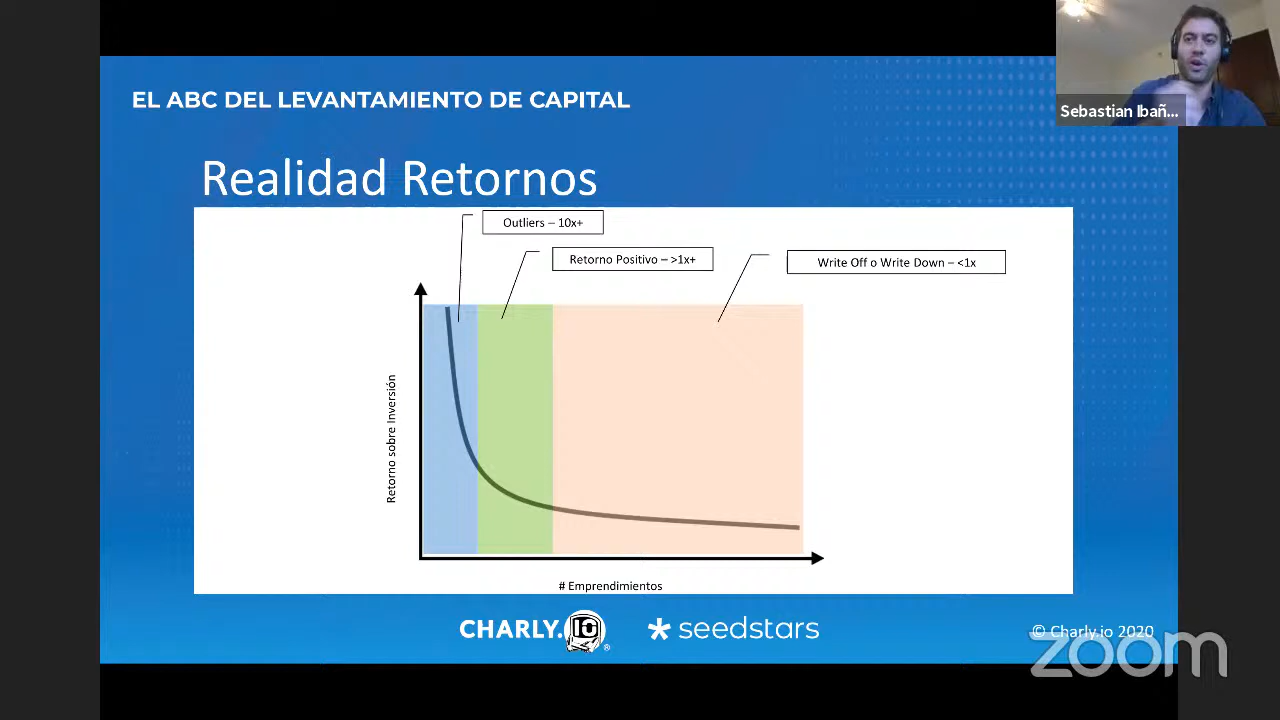 EL ABC DEL LEVANTAMIENTO DE CAPITAL
Sebastian Ibañ...
Realidad Retornos
Outliers – 10x+
Retorno Positivo – >1x+
Write Off o Write Down – <1x
Retorno sobre Inversión
# Emprendimientos
CHARLY.IO ®
seedstars
© Charly.io 2020
zoom